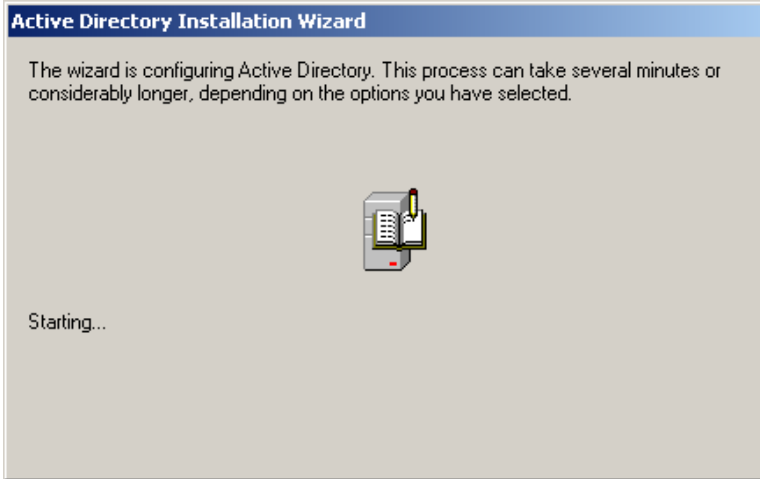 Active Directory Installation Wizard
The wizard is configuring Active Directory. This process can take several minutes or
considerably longer, depending on the options you have selected.
Starting...